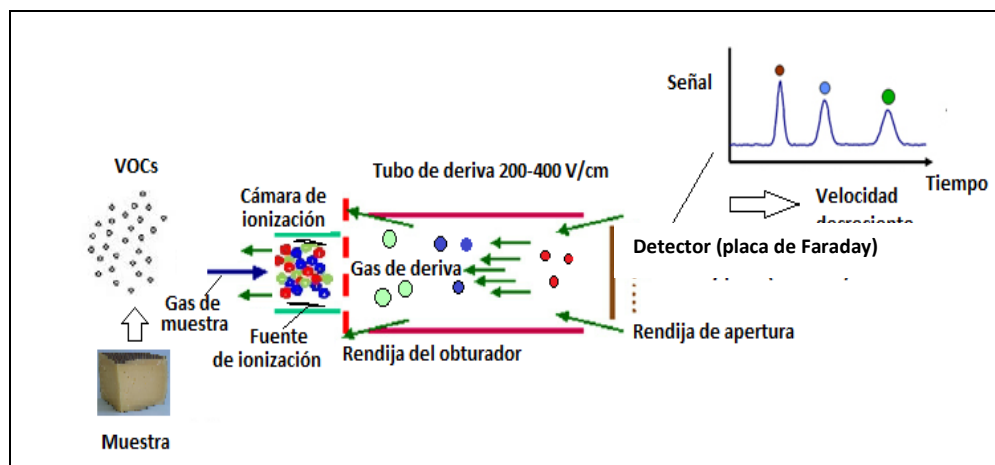 Señal
Tiempo
VOCs
Tubo de deriva 200-400 V/cm
Velocidad
Cámara de
ionización
Detector (placa de Faraday)
Gas de deriva
Gas de
muestra
Fuente
de ionización
Rendija del obturador
Rendija de apertura
Muestra